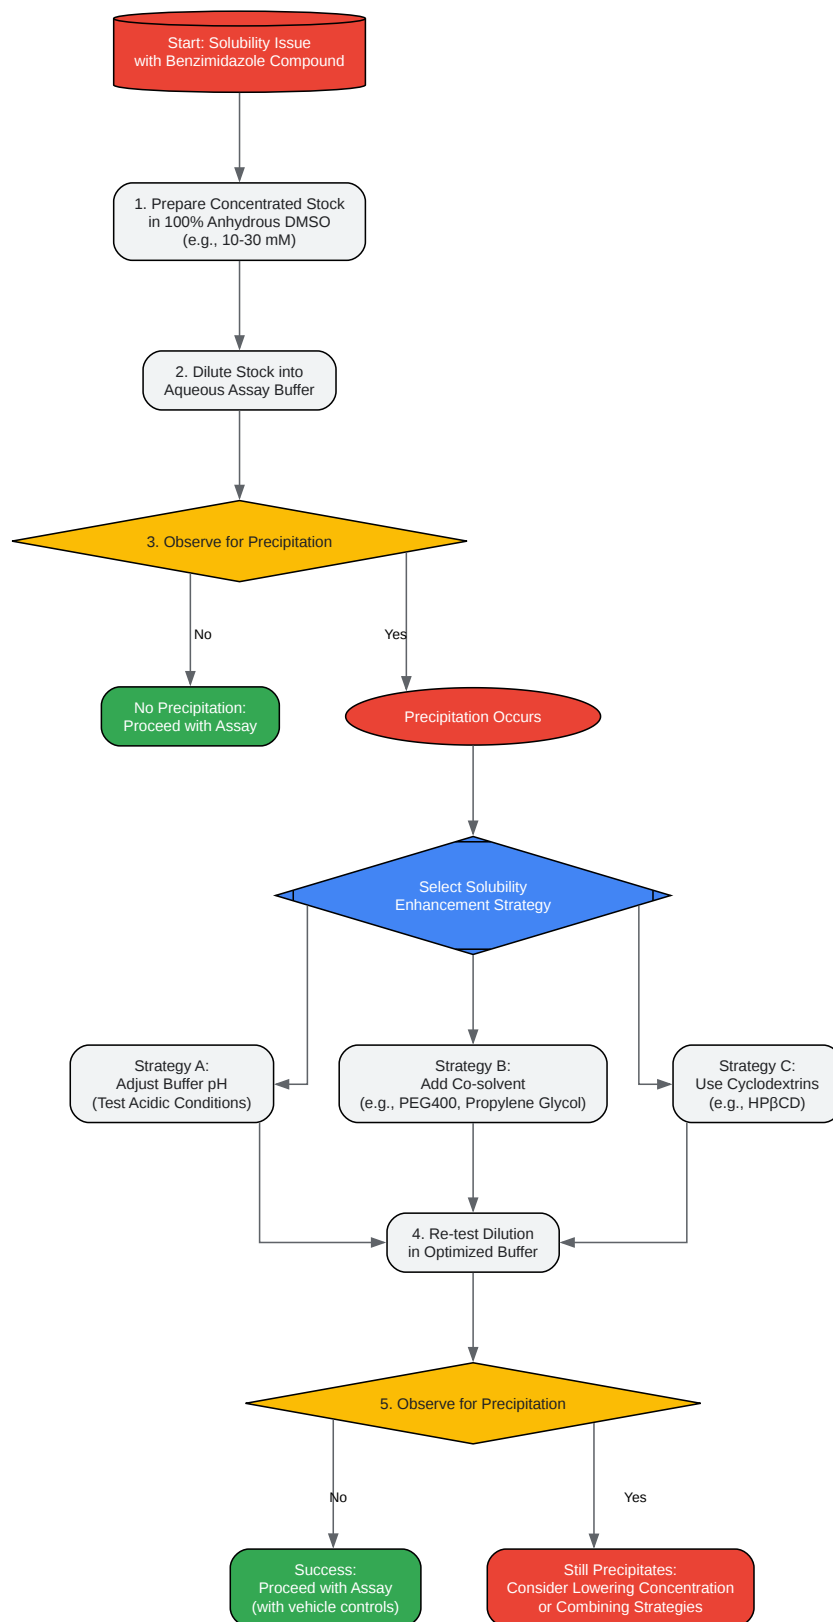 Start: Solubility Issue
with Benzimidazole Compound
1. Prepare Concentrated Stock
in 100% Anhydrous DMSO
(e.g., 10-30 mM)
2. Dilute Stock into
Aqueous Assay Buffer
3. Observe for Precipitation
No
Yes
No Precipitation:
Proceed with Assay
Precipitation Occurs
Select Solubility
Enhancement Strategy
Strategy A:
Adjust Buffer pH
(Test Acidic Conditions)
Strategy B:
Add Co-solvent
(e.g., PEG400, Propylene Glycol)
Strategy C:
Use Cyclodextrins
(e.g., HPβCD)
4. Re-test Dilution
in Optimized Buffer
5. Observe for Precipitation
No
Yes
Success:
Proceed with Assay
(with vehicle controls)
Still Precipitates:
Consider Lowering Concentration
or Combining Strategies